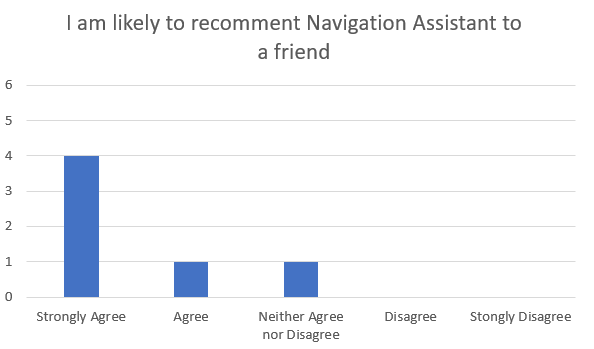 I am likely to recomment Navigation Assistant to
a friend
6
5
4
3
2
1
0
Strongly Agree
Agree
Neither Agree
nor Disagree
Disagree
Stongly Disagree